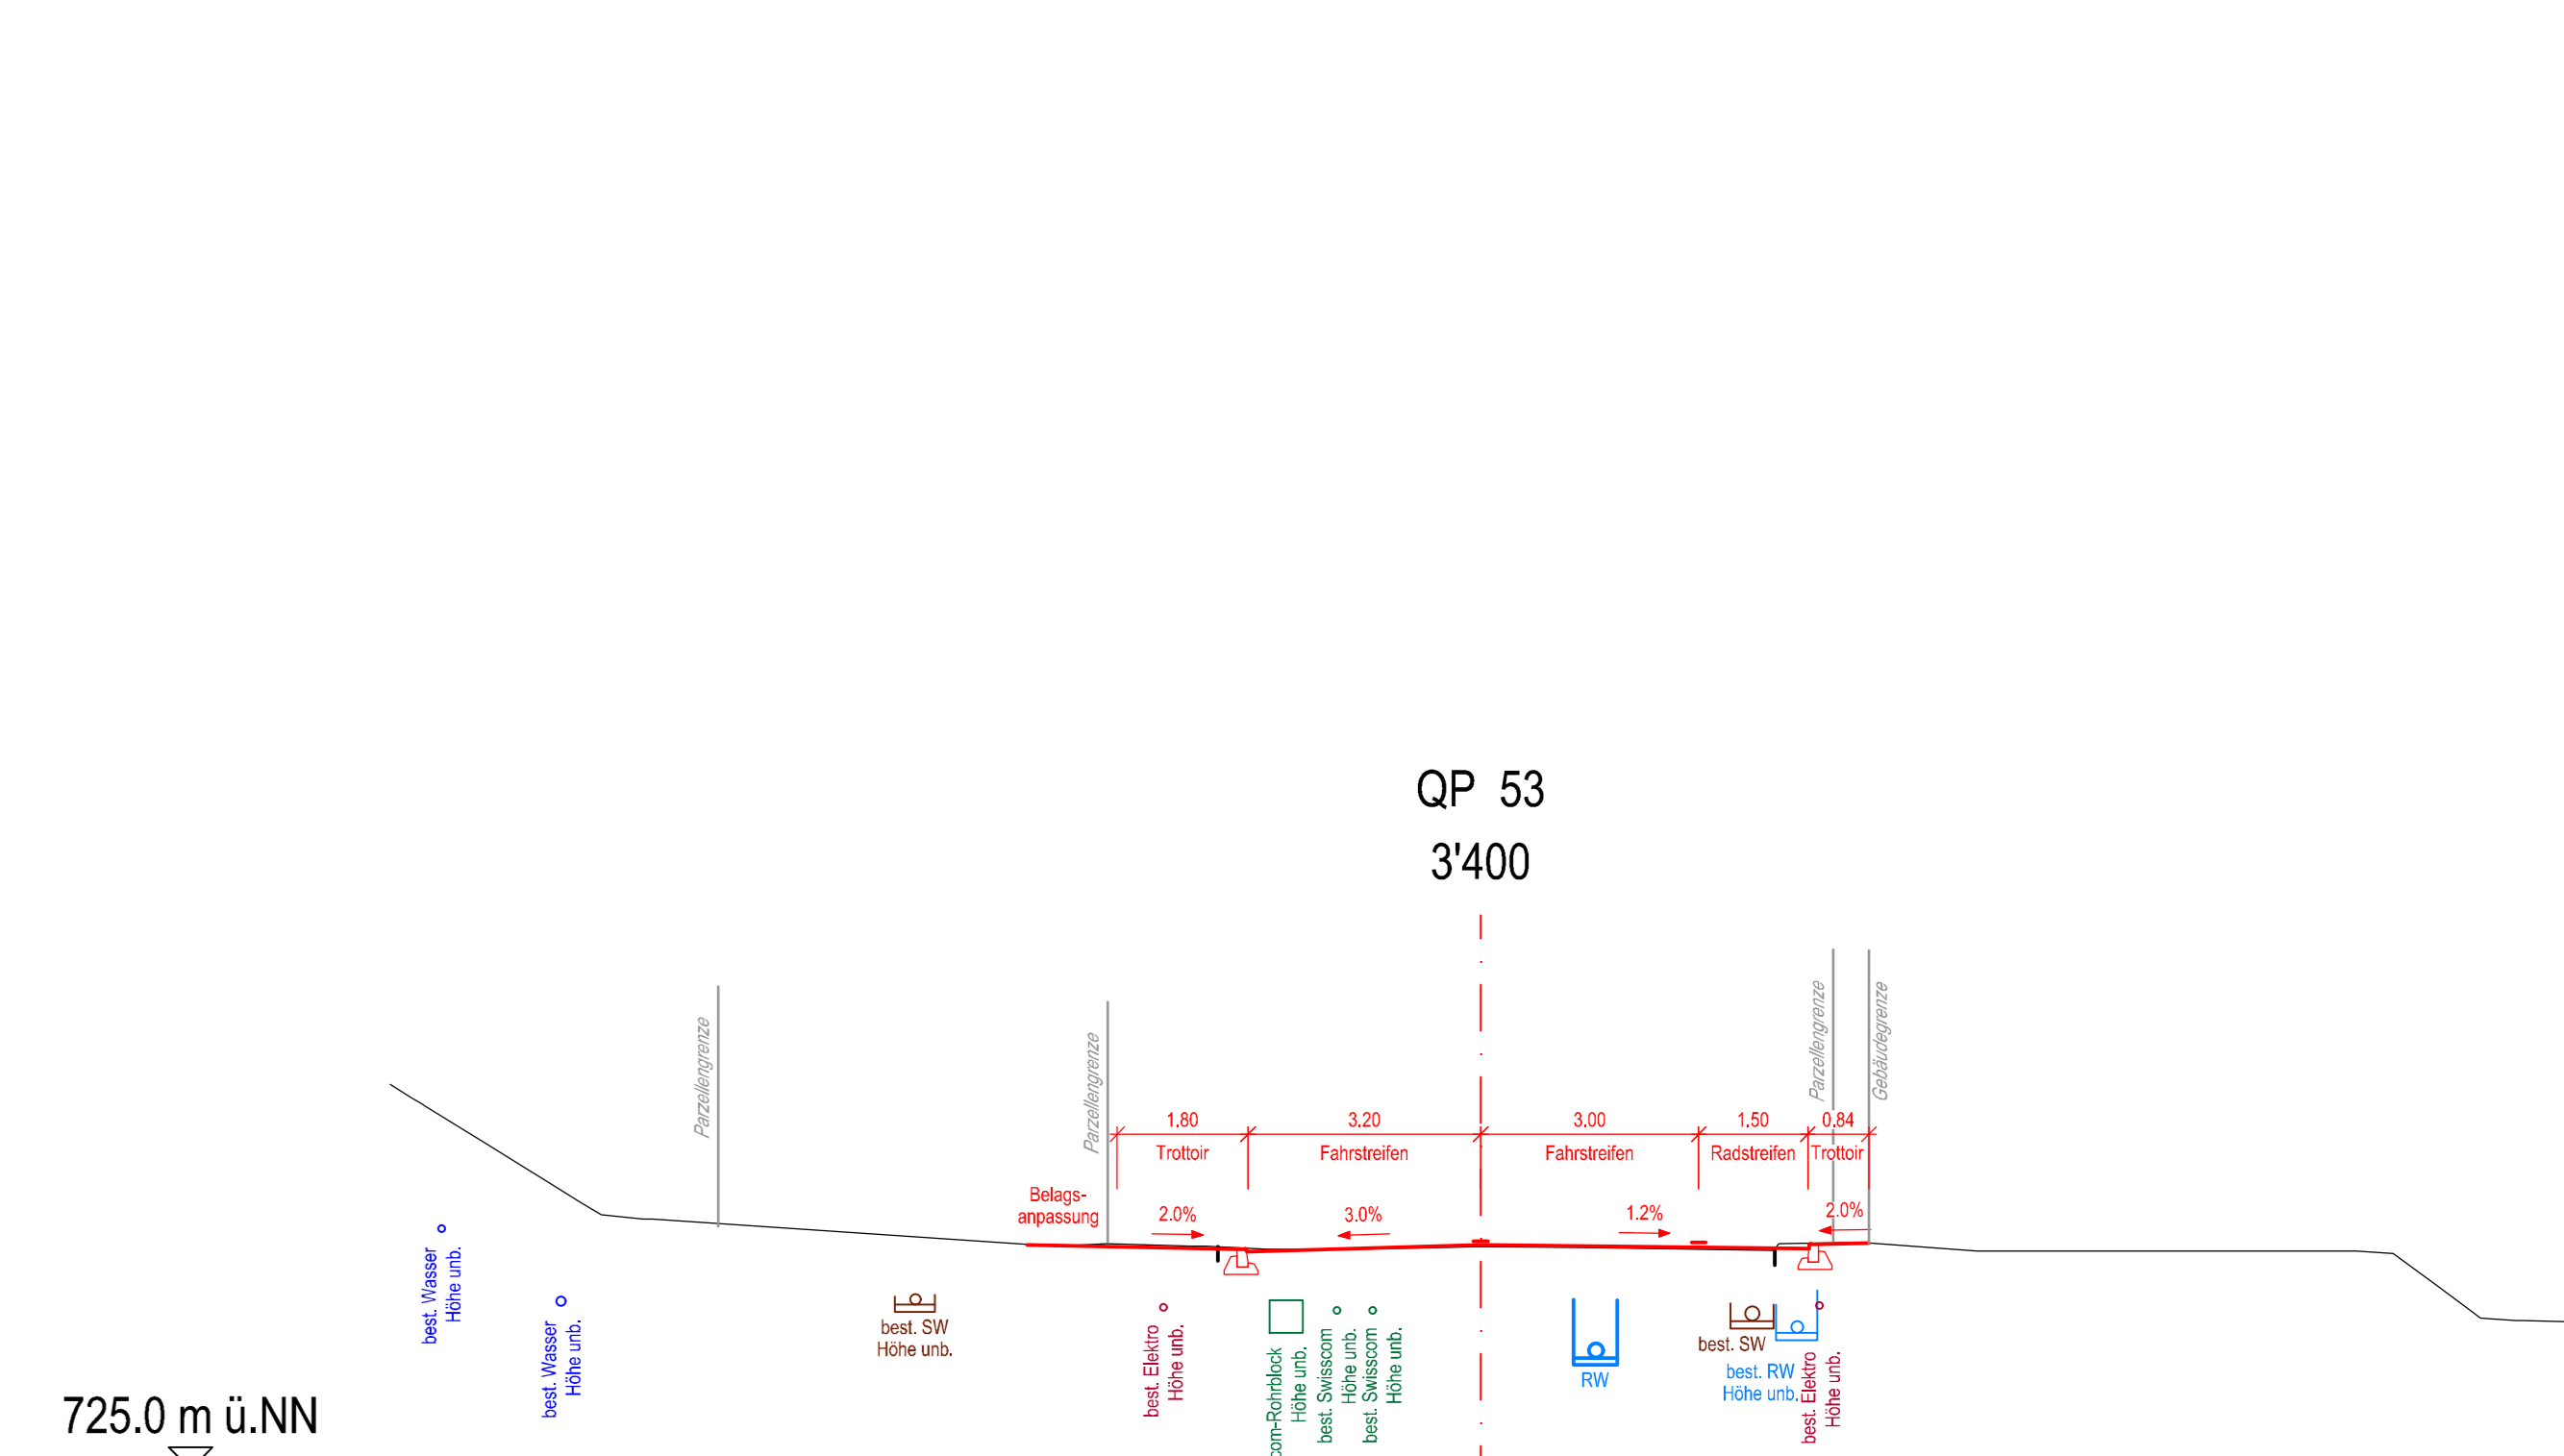 QP 53
3'400
Parzellengrenze
Parzellengrenze
Parzellengrenze
Gebäudegrenze
1.80
3.20
3.00
1.50
0.84
Trottoir
Fahrstreifen
Fahrstreifen
Radstreifen
Trottoir
Belags-
anpassung
2.0%
3.0%
1.2%
2.0%
best. Wasser
Höhe unb.
best. Wasser
Höhe unb.
best. SW
Höhe unb.
best. Elektro
Höhe unb.
com-Rohrblock
Höhe unb.
best. Swisscom
Höhe unb.
best. Swisscom
Höhe unb.
RW
best. SW
best. RW
Höhe unb.
best. Elektro
Höhe unb.
725.0 m ü.NN